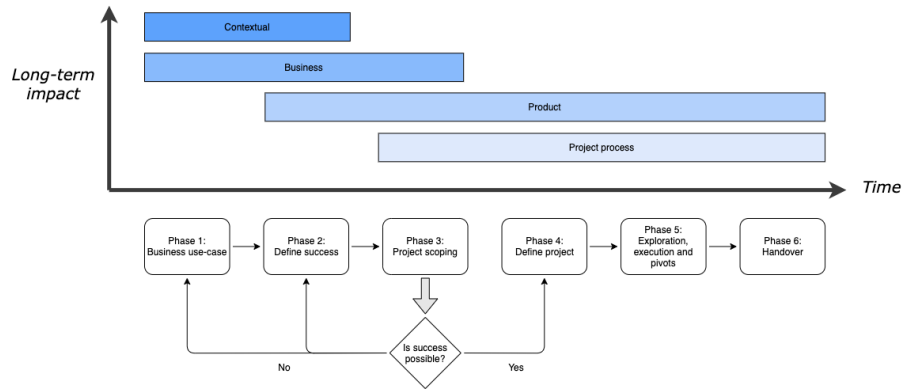 Contextual
Long-term
impact
Business
Product
Project process
Time
Phase 1:
Business use-case
Phase 2:
Define success
Phase 3:
Project scoping
Phase 4:
Define project
Phase 5:
Exploration,
execution and
pivots
Phase 6:
Handover
Is success
possible?
No
Yes